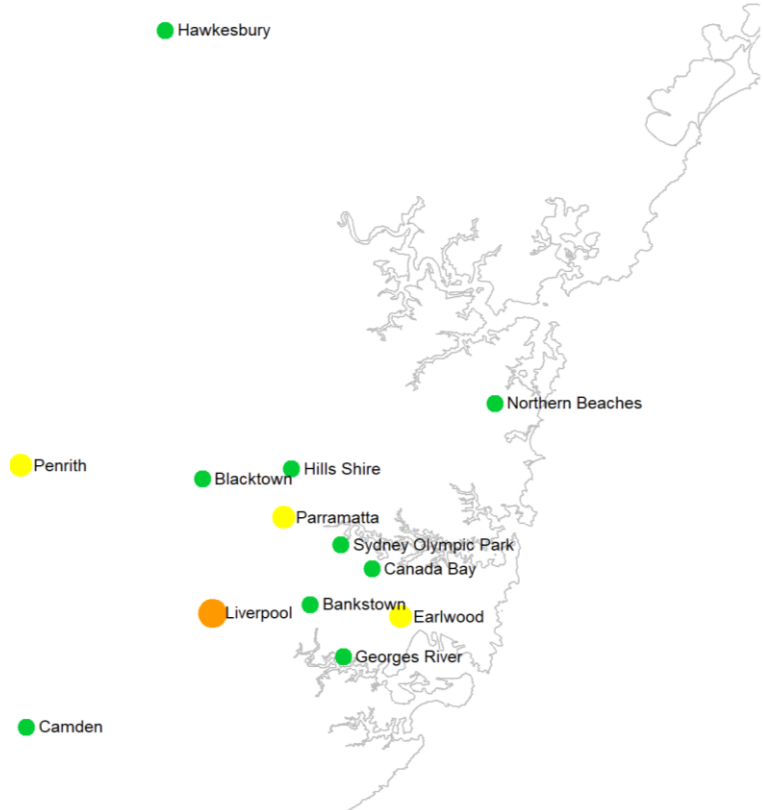 Hawkesbury
Northern Beaches
Penrith
Hills Shire
Blacktown
Parramatta
Sydney Olympic Park
Canada Bay
Bankstown
Liverpool
Earlwood
Georges River
Camden